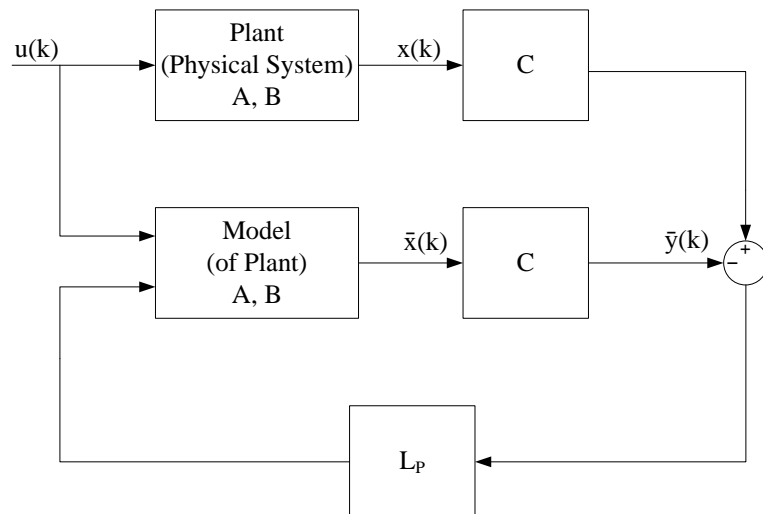 u(k)
Plant
(Physical System)
A, B
x(k)
C
+
Model
(of Plant)
A, B
x̄(k)
C
ȳ(k)
−
L_P